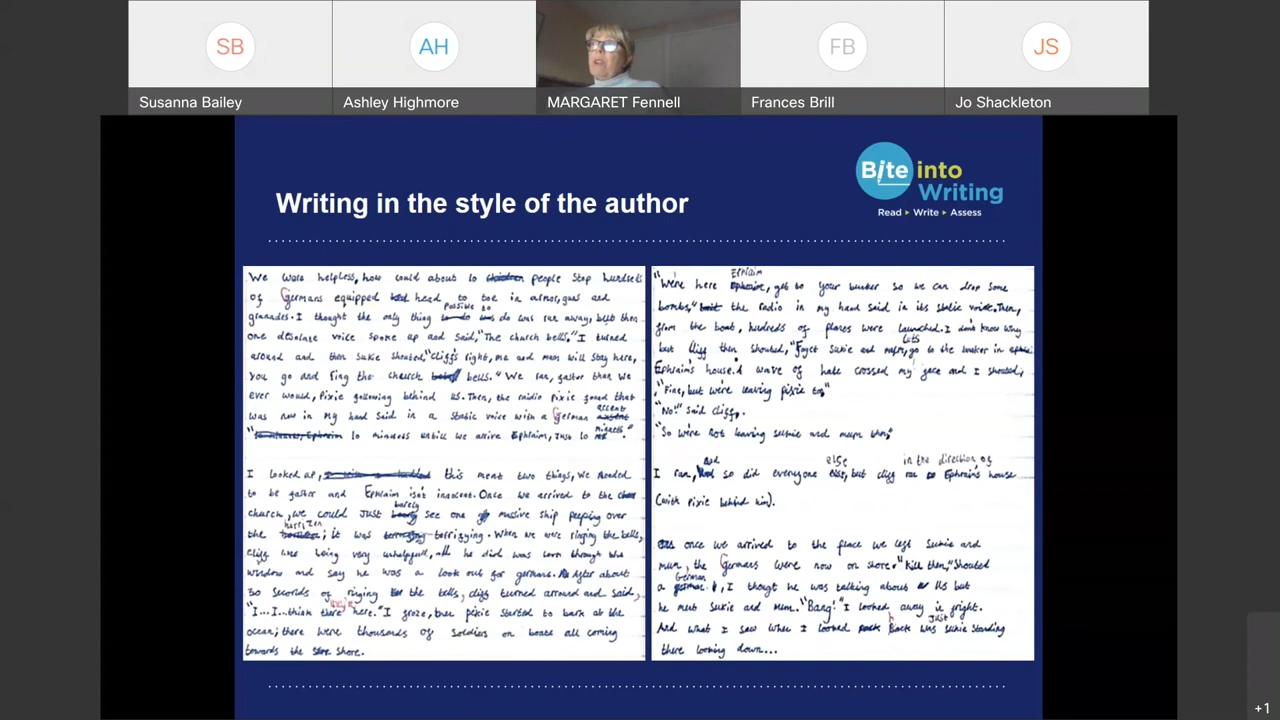 SB
AH
FB
JS
Susanna Bailey
Ashley Highmore
MARGARET Fennell
Frances Brill
Jo Shackleton
Bite into
Writing
Read ▸ Write ▸ Assess
Writing in the style of the author
We were helpless, how could about 10 people stop hundsets
of Germans equipped head to toe in armor, guns and
granades. I thought the only thing possible to do was run away, but then
one desolate voice spoke up and said, "The church bells." I turned
around and then Sukie shouted, "Cliff's right, me and mum will stay here,
you go and ring the church bells." We ran, faster than we
ever would, Pixie following behind us. Then, the radio Pixie found that
was now in my hand said in a static voice with a German accent
"10 minuets untill we arrive Ephraim, Just 10 minuets."
I looked up, this ment two things, we needed
to be faster and Ephraim isn't inocent. Once we arrived to the
church, we could just barely see one massive ship peeping over
the horrizen; it was terrifying. When we were ringing the bells,
cliff was being very unhelpfull, all he did was look through the
window and say he was a look out for germans. After about
30 seconds of ringing the bells, cliff turned arround and said,
"I...I...think there here." I froze, then pixie started to bark at the
ocean; there were thousands of soldiers on boats all coming
towards the shore.
"We're here Ephraim, get to your bunker so we can drop some
bombs," the radio in my hand said in its static voice. Then,
from the boat, hudreds of planes were launched. I don't know why
but cliff then shouted, "Forget Sukie and mum, lets go to the bunker in
Ephraim's house. A wave of hate crossed my face and I shouted,
"Fine, but we're leaving pixie too"
"No!" said cliff.
"So we're not leaving sukie and mum then,"
I ran, and so did everyone else, but cliff ran in the direction of Ephraim's house
(with pixie behind him).
once we arrived to the place we left Sukie and
mum, the Germans were now on shore. "Kill then," Shouted
a German, I thoght he was talking about us but
he ment Sukie and Mum. "Bang!" I looked away in fright.
And what I saw when I looked back was just Sukie standing
there looking down...
+1